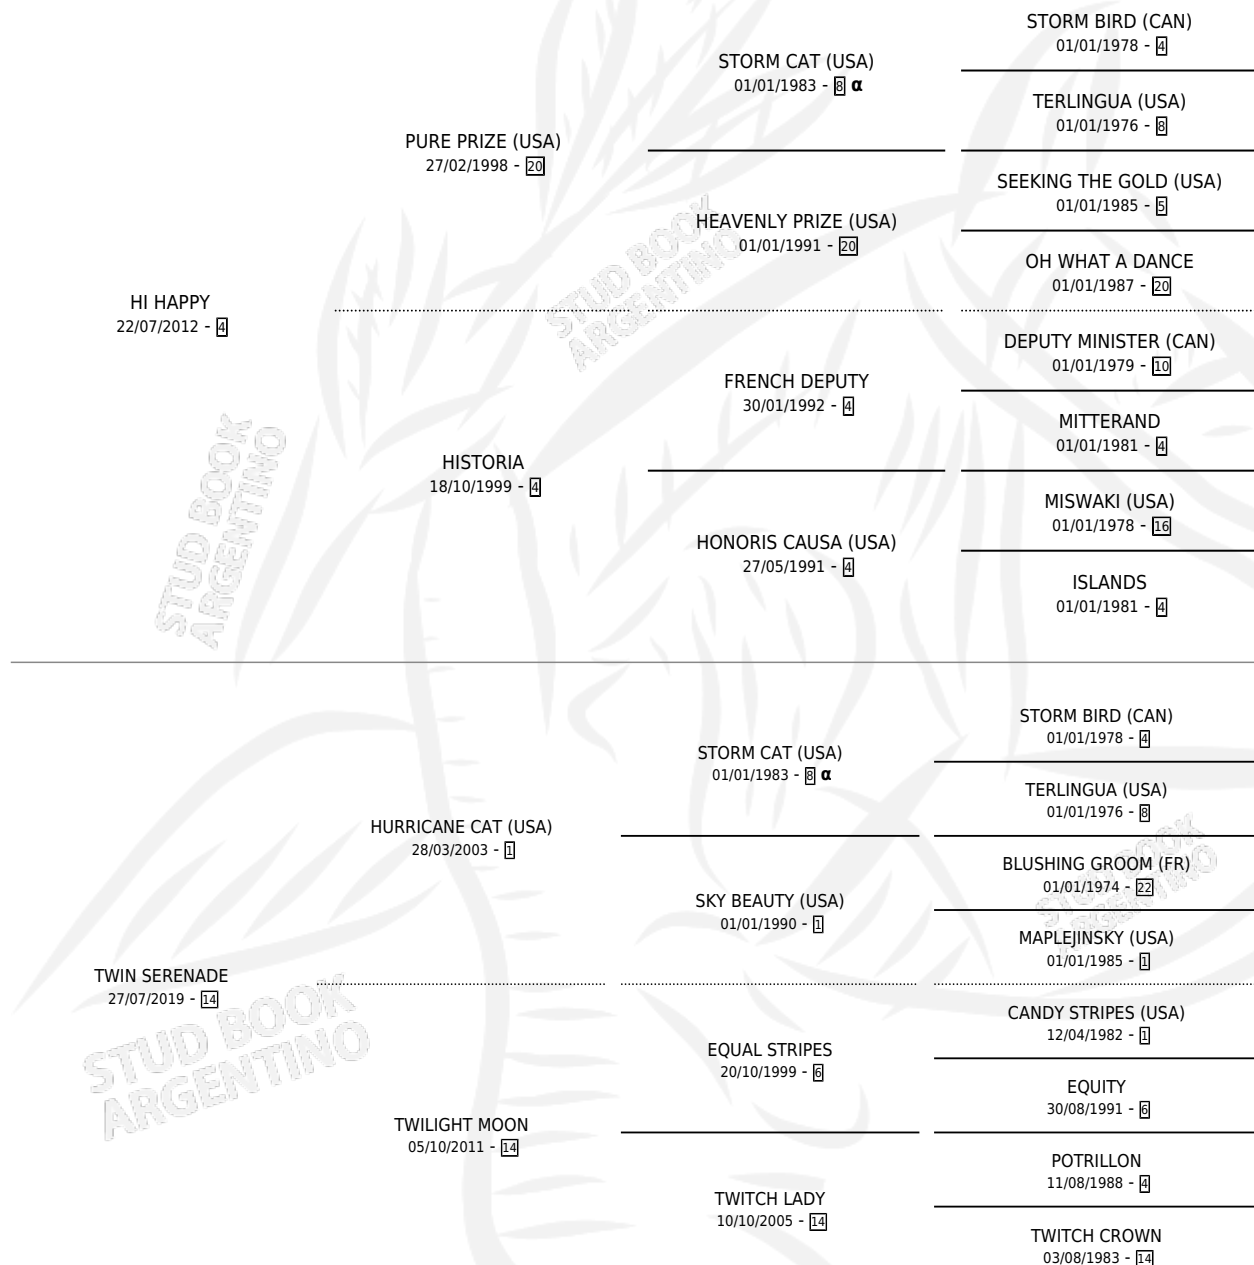 STORM BIRD (CAN)
01/01/1978 - 4
STORM CAT (USA)
01/01/1983 - 8 α
TERLINGUA (USA)
01/01/1976 - 8
PURE PRIZE (USA)
27/02/1998 - 20
SEEKING THE GOLD (USA)
01/01/1985 - 5
HEAVENLY PRIZE (USA)
01/01/1991 - 20
OH WHAT A DANCE
01/01/1987 - 20
HI HAPPY
22/07/2012 - 4
DEPUTY MINISTER (CAN)
01/01/1979 - 10
FRENCH DEPUTY
30/01/1992 - 4
MITTERAND
01/01/1981 - 4
HISTORIA
18/10/1999 - 4
MISWAKI (USA)
01/01/1978 - 16
HONORIS CAUSA (USA)
27/05/1991 - 4
ISLANDS
01/01/1981 - 4
STUD BOOK
ARGENTINO
STUD BOOK
ARGENTINO
STORM BIRD (CAN)
01/01/1978 - 4
STORM CAT (USA)
01/01/1983 - 8 α
TERLINGUA (USA)
01/01/1976 - 8
HURRICANE CAT (USA)
28/03/2003 - 1
BLUSHING GROOM (FR)
01/01/1974 - 22
SKY BEAUTY (USA)
01/01/1990 - 1
MAPLEJINSKY (USA)
01/01/1985 - 1
TWIN SERENADE
27/07/2019 - 14
CANDY STRIPES (USA)
12/04/1982 - 1
EQUAL STRIPES
20/10/1999 - 6
EQUITY
30/08/1991 - 6
TWILIGHT MOON
05/10/2011 - 14
POTRILLON
11/08/1988 - 4
TWITCH LADY
10/10/2005 - 14
TWITCH CROWN
03/08/1983 - 14
STUD BOOK
ARGENTINO
STUD BOOK
ARGENTINO